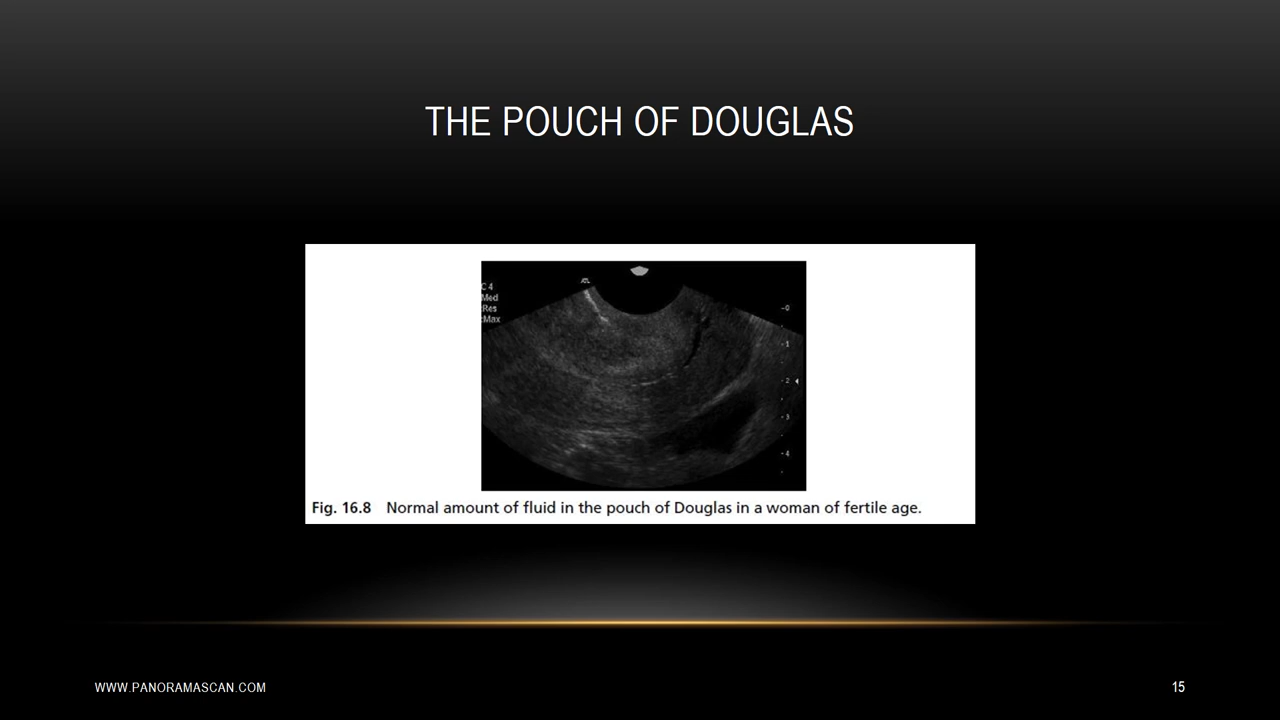 THE POUCH OF DOUGLAS
C 4
Med
Res
Max
-0
-1
-2
-3
-4
Fig. 16.8 Normal amount of fluid in the pouch of Douglas in a woman of fertile age.
WWW.PANORAMASCAN.COM
15